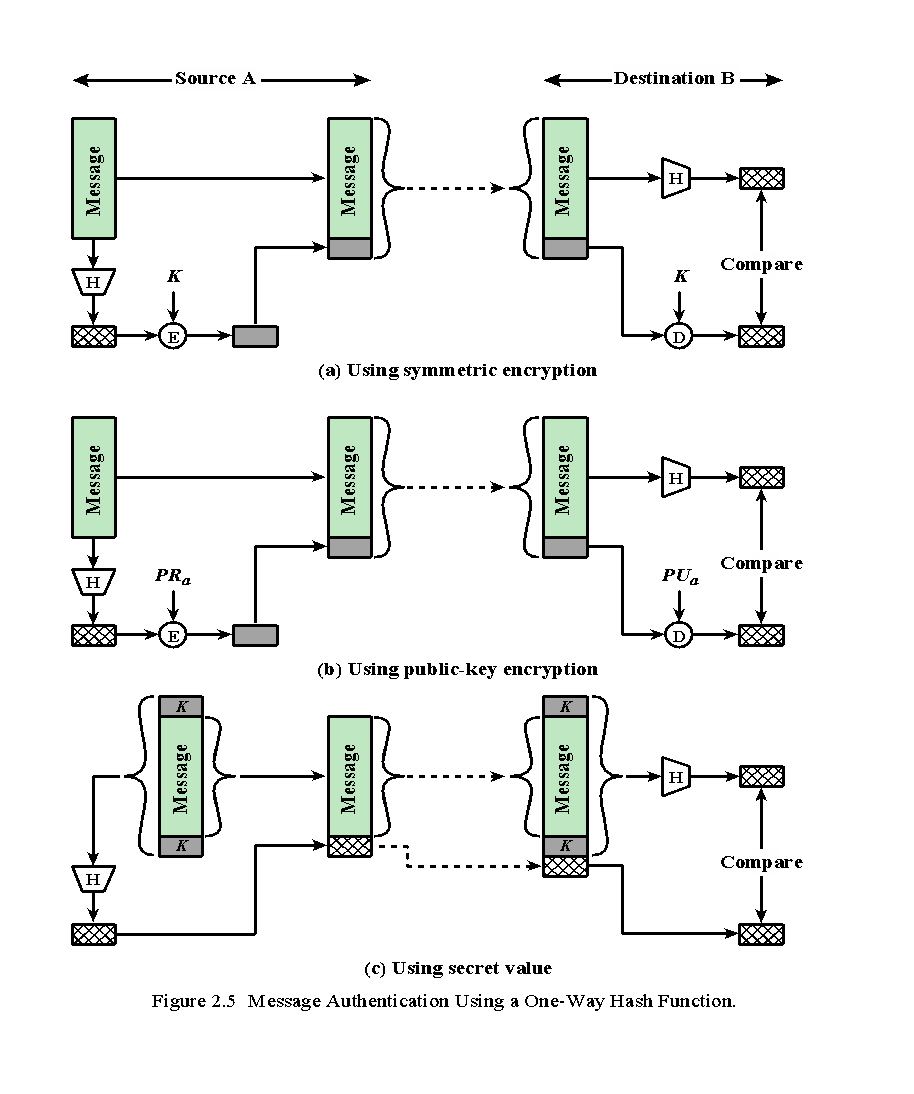 Source A Destination B
Message Message Message H
H K K Compare
E D
(a) Using symmetric encryption
Message Message Message H
H PRa PUa Compare
E D
(b) Using public-key encryption
K K
Message Message Message H
K K
H Compare
(c) Using secret value
Figure 2.5 Message Authentication Using a One-Way Hash Function.